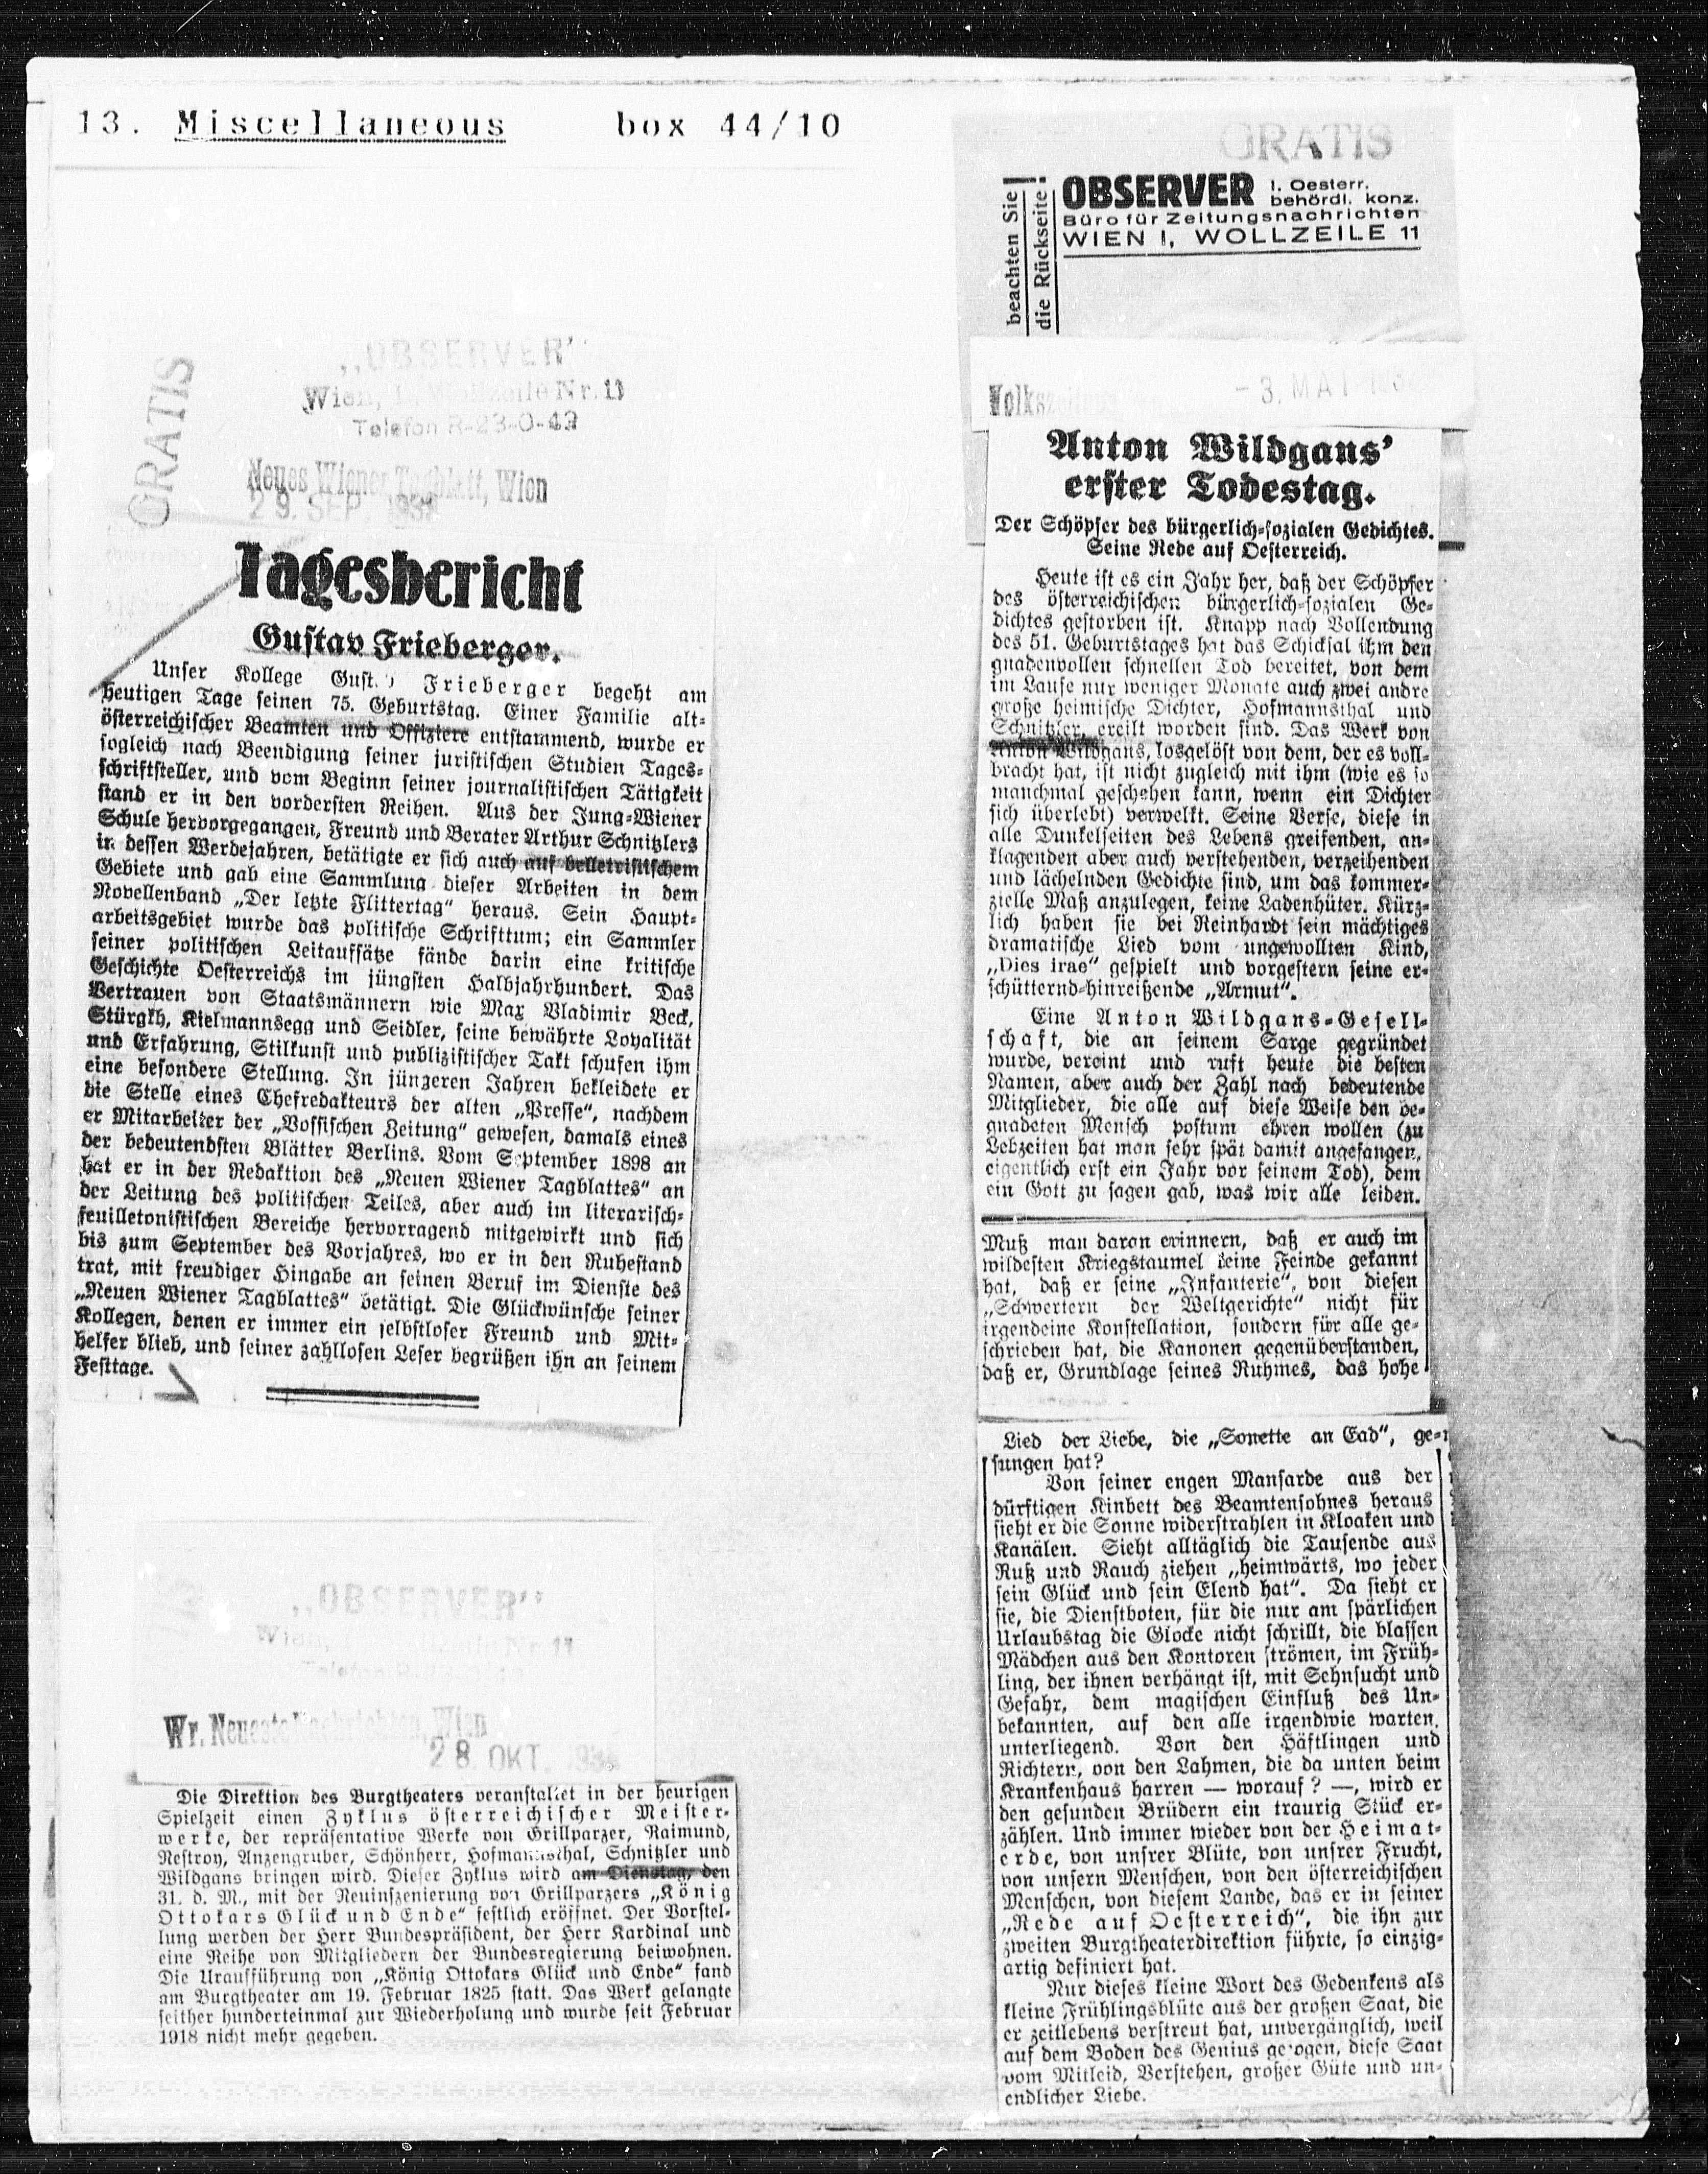 13. Miscellaneous box 44/10
GRATIS
„OBSERVER"
Wien, I. Wollzeile Nr. 11
Telefon R-23-0-43
Neues Wiener Tagblatt, Wien
29. SEP
Tagesbericht
Gustav Frieberger.
Unser Kollege Gust. Frieberger begeht am
heutigen Tage seinen 75. Geburtstag. Einer Familie alt-
österreichischer Beamten und Offiziere entstammend, wurde er
sogleich nach Beendigung seiner juristischen Studien Tages-
schriftsteller, und vom Beginn seiner journalistischen Tätigkeit
stand er in den vordersten Reihen. Aus der Jung-Wiener
Schule hervorgegangen, Freund und Berater Arthur Schnitzlers
in dessen Werdejahren, betätigte er sich auch auf belletristischem
Gebiete und gab eine Sammlung dieser Arbeiten in dem
Novellenband „Der letzte Flittertag" heraus. Sein Haupt-
arbeitsgebiet wurde das politische Schrifttum; ein Sammler
seiner politischen Leitaufsätze fände darin eine kritische
Geschichte Oesterreichs im jüngsten Halbjahrhundert. Das
Vertrauen von Staatsmännern wie Max Vladimir Beck,
Stürgkh, Kielmannsegg und Seidler, seine bewährte Loyalität
und Erfahrung, Stilkunst und publizistischer Takt schufen ihm
eine besondere Stellung. In jüngeren Jahren bekleidete er
die Stelle eines Chefredakteurs der alten „Presse", nachdem
er Mitarbeiter der „Vossischen Zeitung" gewesen, damals eines
der bedeutendsten Blätter Berlins. Vom September 1898 an
hat er in der Redaktion des „Neuen Wiener Tagblattes" an
der Leitung des politischen Teiles, aber auch im literarisch-
feuilletonistischen Bereiche hervorragend mitgewirkt und sich
bis zum September des Vorjahres, wo er in den Ruhestand
trat, mit freudiger Hingabe an seinen Beruf im Dienste des
„Neuen Wiener Tagblattes" betätigt. Die Glückwünsche seiner
Kollegen, denen er immer ein selbstloser Freund und Mit-
helfer blieb, und seiner zahllosen Leser begrüßen ihn an seinem
Festtage.
„OBSERVER"
Wien, Nr. 11
Wr. Neueste Nachrichten, Wien
28. OKT.
Die Direktion des Burgtheaters veranstaltet in der heurigen
Spielzeit einen Zyklus österreichischer Meister-
werke, der repräsentative Werke von Grillparzer, Raimund,
Nestroy, Anzengruber, Schönherr, Hofmannsthal, Schnitzler und
Wildgans bringen wird. Dieser Zyklus wird am Dienstag, den
31. d. M., mit der Neuinszenierung von Grillparzers „König
Ottokars Glück und Ende" festlich eröffnet. Der Vorstel-
lung werden der Herr Bundespräsident, der Herr Kardinal und
eine Reihe von Mitgliedern der Bundesregierung beiwohnen.
Die Uraufführung von „König Ottokars Glück und Ende" fand
am Burgtheater am 19. Februar 1825 statt. Das Werk gelangte
seither hunderteinmal zur Wiederholung und wurde seit Februar
1918 nicht mehr gegeben.
GRATIS
beachten Sie
die Rückseite!
OBSERVER I. Oesterr.
behördl. konz.
Büro für Zeitungsnachrichten
WIEN I, WOLLZEILE 11
Volkszeitung
- 3. MAI
Anton Wildgans'
erster Todestag.
Der Schöpfer des bürgerlich-sozialen Gedichtes.
Seine Rede auf Oesterreich.
Heute ist es ein Jahr her, daß der Schöpfer
des österreichischen bürgerlich-sozialen Ge-
dichtes gestorben ist. Knapp nach Vollendung
des 51. Geburtstages hat das Schicksal ihm den
gnadenvollen schnellen Tod bereitet, von dem
im Laufe nur weniger Monate auch zwei andre
große heimische Dichter, Hofmannsthal und
Schnitzler, ereilt worden sind. Das Werk von
Anton Wildgans, losgelöst von dem, der es voll-
bracht hat, ist nicht zugleich mit ihm (wie es so
manchmal geschehen kann, wenn ein Dichter
sich überlebt) verwelkt. Seine Verse, diese in
alle Dunkelseiten des Lebens greifenden, an-
klagenden aber auch verstehenden, verzeihenden
und lächelnden Gedichte sind, um das kommer-
zielle Maß anzulegen, keine Ladenhüter. Kürz-
lich haben sie bei Reinhardt sein mächtiges
dramatische Lied vom ungewollten Kind,
„Dies irae" gespielt und vorgestern seine er-
schütternd-hinreißende „Armut".
Eine Anton Wildgans-Gesell-
schaft, die an seinem Sarge gegründet
wurde, vereint und ruft heute die besten
Namen, aber auch der Zahl nach bedeutende
Mitglieder, die alle auf diese Weise den be-
gnadeten Mensch postum ehren wollen (zu
Lebzeiten hat man sehr spät damit angefangen,
eigentlich erst ein Jahr vor seinem Tod), dem
ein Gott zu sagen gab, was wir alle leiden.
Muß man daran erinnern, daß er auch im
wildesten Kriegstaumel keine Feinde gekannt
hat, daß er seine „Infanterie", von diesen
„Schwertern der Weltgerichte" nicht für
irgendeine Konstellation, sondern für alle ge-
schrieben hat, die Kanonen gegenüberstanden,
daß er, Grundlage seines Ruhmes, das hohe
Lied der Liebe, die „Sonette an Ead", ge-
sungen hat?
Von seiner engen Mansarde aus der
dürftigen Kinbett des Beamtensohnes heraus
sieht er die Sonne widerstrahlen in Kloaken und
Kanälen. Sieht alltäglich die Tausende aus
Ruß und Rauch ziehen „heimwärts, wo jeder
sein Glück und sein Elend hat". Da sieht er
sie, die Dienstboten, für die nur am spärlichen
Urlaubstag die Glocke nicht schrillt, die blassen
Mädchen aus den Kontoren strömen, im Früh-
ling, der ihnen verhängt ist, mit Sehnsucht und
Gefahr, dem magischen Einfluß des Un-
bekannten, auf den alle irgendwie warten,
unterliegend. Von den Häftlingen und
Richtern, von den Lahmen, die da unten beim
Krankenhaus harren — worauf? —, wird er
den gesunden Brüdern ein traurig Stück er-
zählen. Und immer wieder von der Heimat-
erde, von unsrer Blüte, von unsrer Frucht,
von unsern Menschen, von den österreichischen
Menschen, von diesem Lande, das er in seiner
„Rede auf Oesterreich", die ihn zur
zweiten Burgtheaterdirektion führte, so einzig-
artig definiert hat.
Nur dieses kleine Wort des Gedenkens als
kleine Frühlingsblüte aus der großen Saat, die
er zeitlebens verstreut hat, unvergänglich, weil
auf dem Boden des Genius gezogen, diese Saat
vom Mitleid, Verstehen, großer Güte und un-
endlicher Liebe.